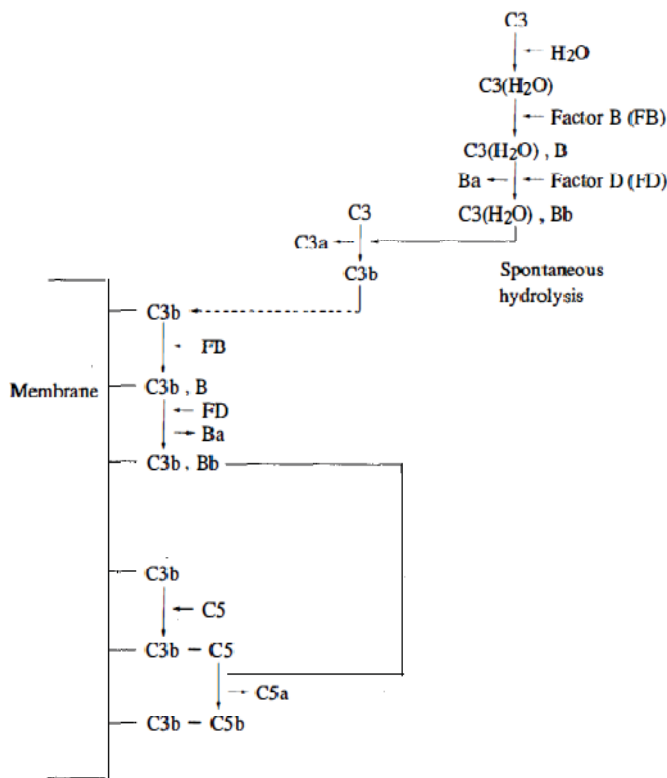 C3
H2O
C3(H2O)
Factor B (FB)
C3(H2O) , B
Ba Factor D (FD)
C3 C3(H2O) , Bb
C3a
C3b
Spontaneous
hydrolysis
C3b
FB
Membrane C3b , B
FD
Ba
C3b , Bb
C3b
C5
C3b – C5
C5a
C3b – C5b